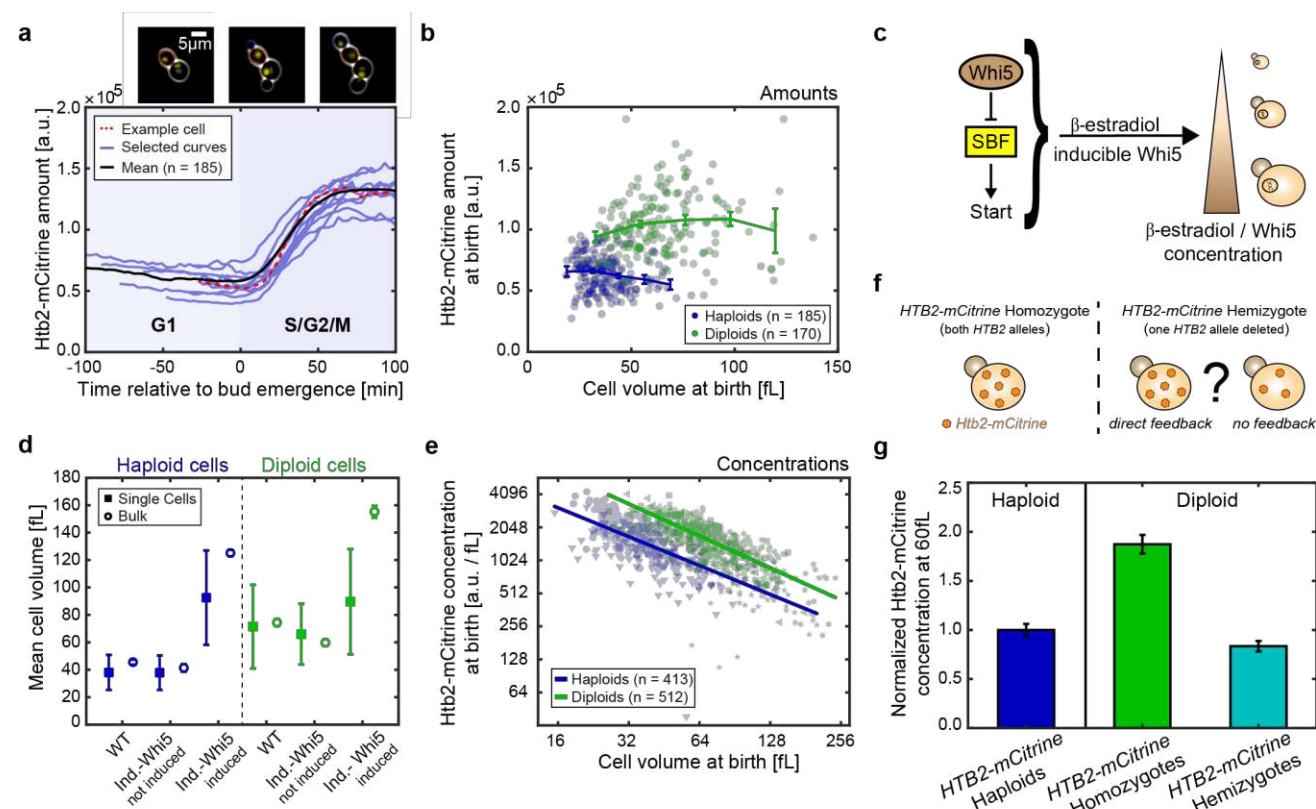 a
5µm
×10⁵
2.0
1.5
1.0
0.5
0.0
Htb2-mCitrine amount [a.u.]
Example cell
Selected curves
Mean (n = 185)
G1
S/G2/M
-100
-50
0
50
100
Time relative to bud emergence [min]
b
×10⁵
Amounts
2.0
1.5
1.0
0.5
0.0
Htb2-mCitrine amount
at birth [a.u.]
Haploids (n = 185)
Diploids (n = 170)
0
50
100
150
Cell volume at birth [fL]
c
Whi5
SBF
Start
β-estradiol
inducible Whi5
β-estradiol / Whi5
concentration
f
HTB2-mCitrine Homozygote
(both HTB2 alleles)
HTB2-mCitrine Hemizygote
(one HTB2 allele deleted)
?
Htb2-mCitrine
direct feedback
no feedback
d
Haploid cells
Diploid cells
180
160
140
120
100
80
60
40
20
0
Mean cell volume [fL]
Single Cells
Bulk
WT
Ind.-Whi5
not induced
Ind.-Whi5
induced
WT
Ind.-Whi5
not induced
Ind.- Whi5
induced
e
Concentrations
4096
2048
1024
512
256
128
64
Htb2-mCitrine concentration
at birth [a.u. / fL]
Haploids (n = 413)
Diploids (n = 512)
16
32
64
128
256
Cell volume at birth [fL]
g
Haploid
Diploid
2.5
2.0
1.5
1.0
0.5
0.0
Normalized Htb2-mCitrine
concentration at 60fL
HTB2-mCitrine
Haploids
HTB2-mCitrine
Homozygotes
HTB2-mCitrine
Hemizygotes